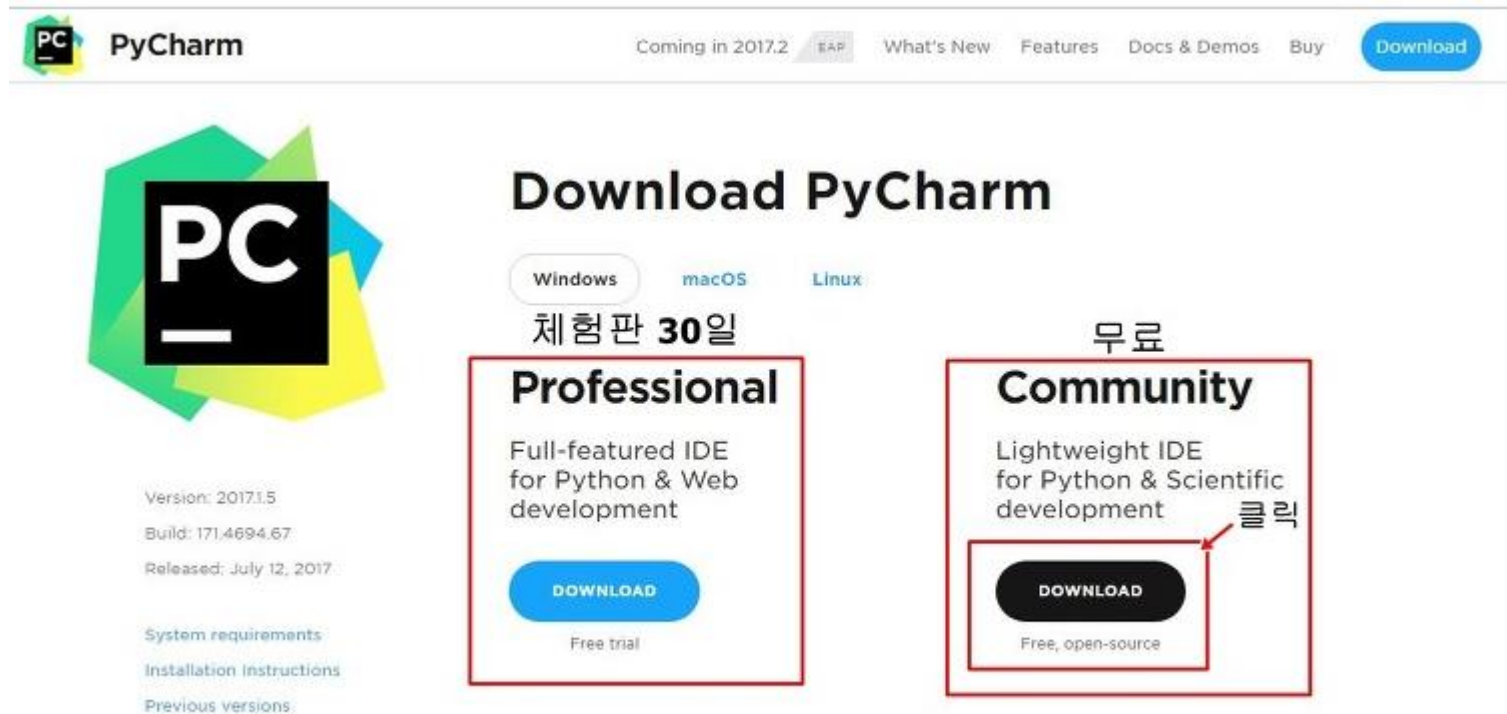 PC PyCharm Coming in 2017.2 EAP What's New Features Docs & Demos Buy Download
PC
Download PyCharm
Windows macOS Linux
체험판 30일
무료
Professional
Full-featured IDE
for Python & Web
development
DOWNLOAD
Free trial
Community
Lightweight IDE
for Python & Scientific
development
클릭
DOWNLOAD
Free, open-source
Version: 2017.1.5
Build: 171.4694.67
Released: July 12, 2017
System requirements
Installation Instructions
Previous versions